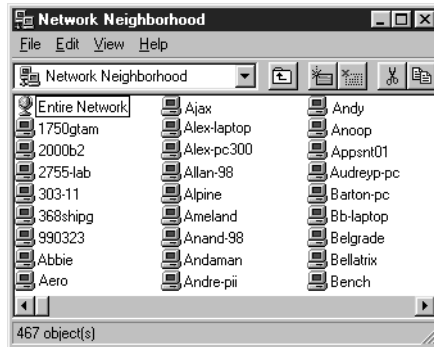 Network Neighborhood
File Edit View Help
Network Neighborhood
Entire Network
1750gtam
2000b2
2755-lab
303-11
368shipg
990323
Abbie
Aero
Ajax
Alex-laptop
Alex-pc300
Allan-98
Alpine
Ameland
Anand-98
Andaman
Andre-pii
Andy
Anoop
Appsnt01
Audreyp-pc
Barton-pc
Bb-laptop
Belgrade
Bellatrix
Bench
467 object(s)